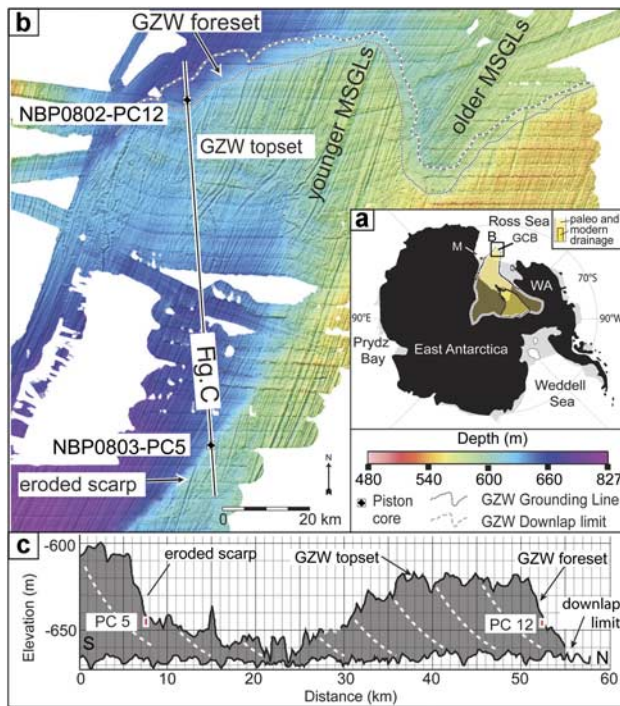 b
GZW foreset
NBP0802-PC12
GZW topset
younger MSGLs
older MSGLs
Fig.C
NBP0803-PC5
eroded scarp
N
0 20 km
a
paleo and
modern
drainage
Ross Sea
B
GCB
M
WA
70°S
90°E
90°W
Prydz
Bay
East Antarctica
Weddell
Sea
Depth (m)
480 540 600 660 827
Piston
core
GZW Grounding Line
GZW Downlap limit
c
-600
-650
Elevation (m)
eroded scarp
GZW topset
GZW foreset
PC 5
PC 12
downlap
limit
S
N
0 10 20 30 40 50 60
Distance (km)